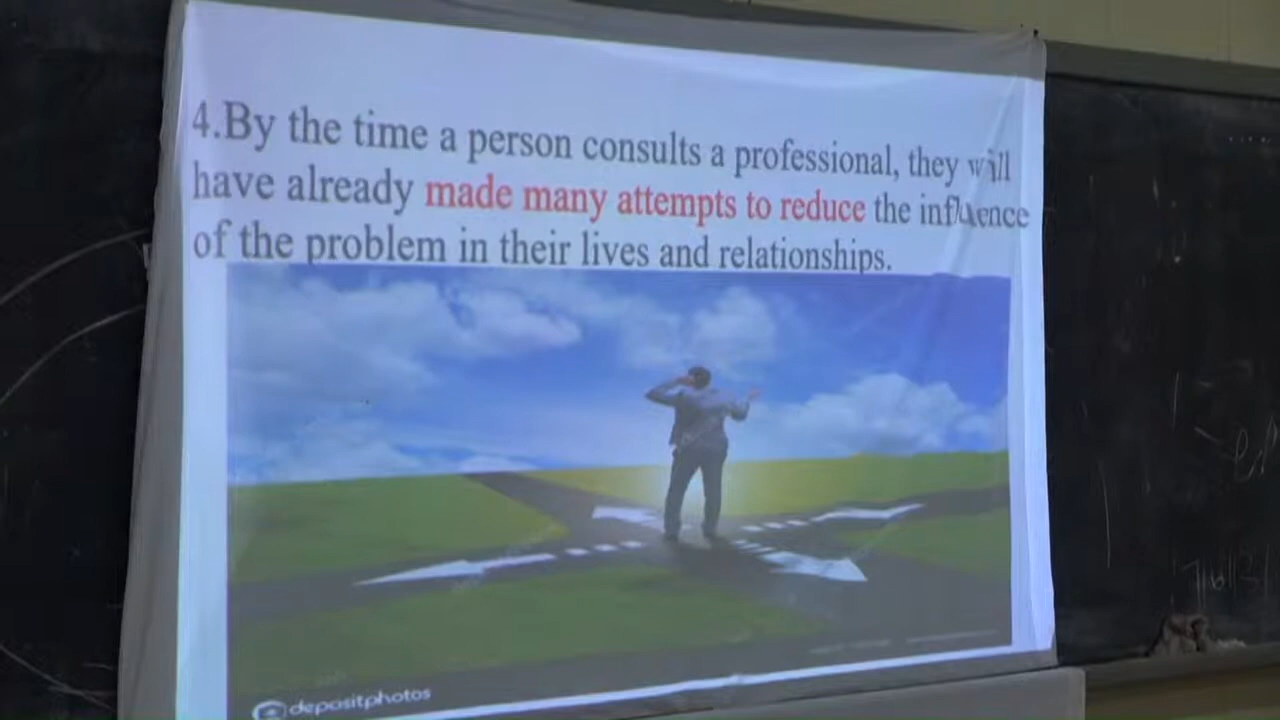 4.By the time a person consults a professional, they will
have already made many attempts to reduce the influence
of the problem in their lives and relationships.
depositphotos